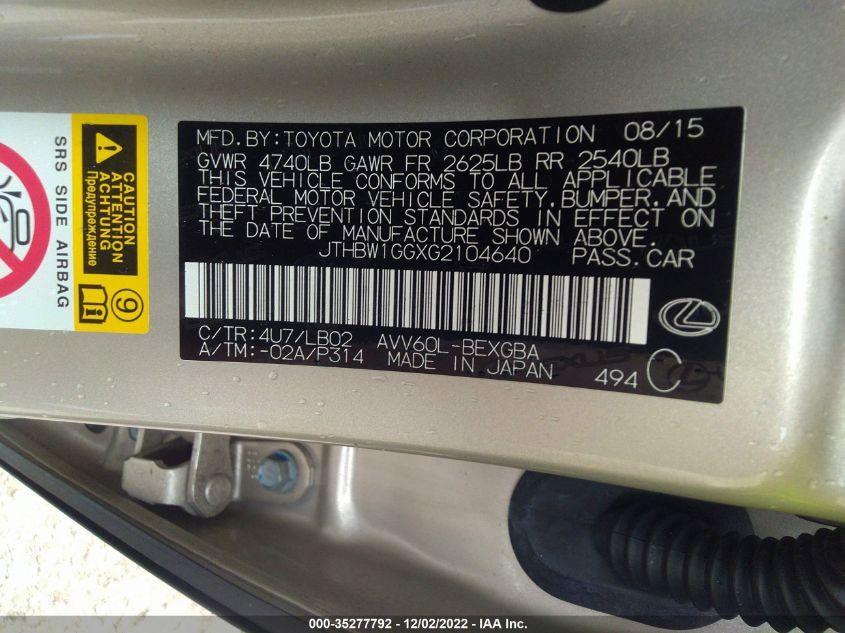 MFD.BY:TOYOTA MOTOR CORPORATION 08/15
GVWR 4740LB GAWR FR 2625LB RR 2540LB
THIS VEHICLE CONFORMS TO ALL APPLICABLE
FEDERAL MOTOR VEHICLE SAFETY,BUMPER,AND
THEFT PREVENTION STANDARDS IN EFFECT ON
THE DATE OF MANUFACTURE SHOWN ABOVE.
JTHBW1GGXG2104640 PASS.CAR
C/TR:4U7/LB02 AVV60L-BEXGBA
A/TM:-02A/P314 MADE IN JAPAN
494 C
SRS SIDE AIRBAG
CAUTION
ATTENTION
Предупреждение
9
000-35277792 - 12/02/2022 - IAA Inc.